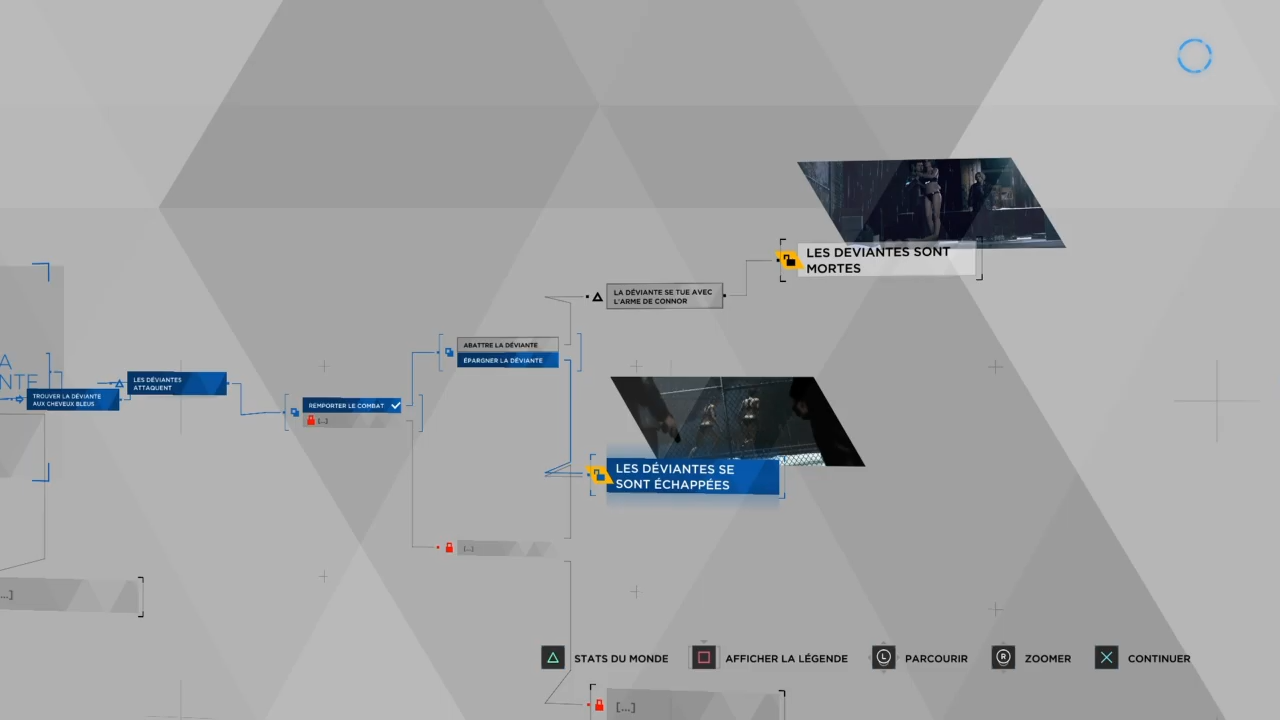 LES DEVIANTES SONT
MORTES
LA DÉVIANTE SE TUE AVEC
L'ARME DE CONNOR
ABATTRE LA DÉVIANTE
ÉPARGNER LA DÉVIANTE
A
NTE
LES DÉVIANTES
ATTAQUENT
TROUVER LA DÉVIANTE
AUX CHEVEUX BLEUS
REMPORTER LE COMBAT
[...]
LES DÉVIANTES SE
SONT ÉCHAPPÉES
[...]
...]
STATS DU MONDE
AFFICHER LA LÉGENDE
L
PARCOURIR
R
ZOOMER
CONTINUER
[...]